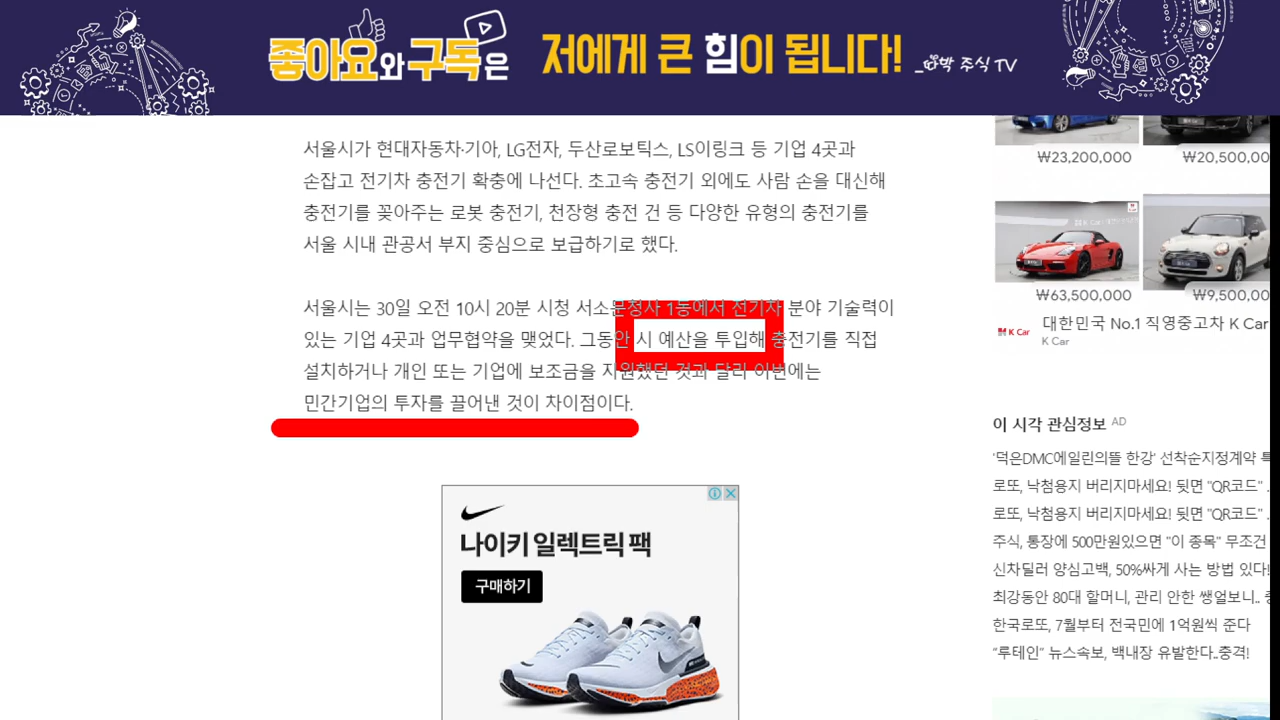 좋아요와 구독은 저에게 큰 힘이 됩니다!
박 주식 TV
서울시가 현대자동차·기아, LG전자, 두산로보틱스, LS이링크 등 기업 4곳과
손잡고 전기차 충전기 확충에 나선다. 초고속 충전기 외에도 사람 손을 대신해
충전기를 꽂아주는 로봇 충전기, 천장형 충전 건 등 다양한 유형의 충전기를
서울 시내 관공서 부지 중심으로 보급하기로 했다.
서울시는 30일 오전 10시 20분 시청 서소문청사 1동에서 전기차 분야 기술력이
있는 기업 4곳과 업무협약을 맺었다. 그동안 시 예산을 투입해 충전기를 직접
설치하거나 개인 또는 기업에 보조금을 지원했던 것과 달리 이번에는
민간기업의 투자를 끌어낸 것이 차이점이다.
나이키 일렉트릭 팩
구매하기
₩23,200,000
₩20,500,00
₩63,500,000
₩9,500,00
K Car
대한민국 No.1 직영중고차 K Car
K Car
이 시각 관심정보 AD
'덕은DMC에일린의뜰 한강' 선착순지정계약 특
로또, 낙첨용지 버리지마세요! 뒷면 "QR코드" .
로또, 낙첨용지 버리지마세요! 뒷면 "QR코드" .
주식, 통장에 500만원있으면 "이 종목" 무조건
신차딜러 양심고백, 50%싸게 사는 방법 있다!
최강동안 80대 할머니, 관리 안한 쌩얼보니..
한국로또, 7월부터 전국민에 1억원씩 준다
"루테인" 뉴스속보, 백내장 유발한다..충격!